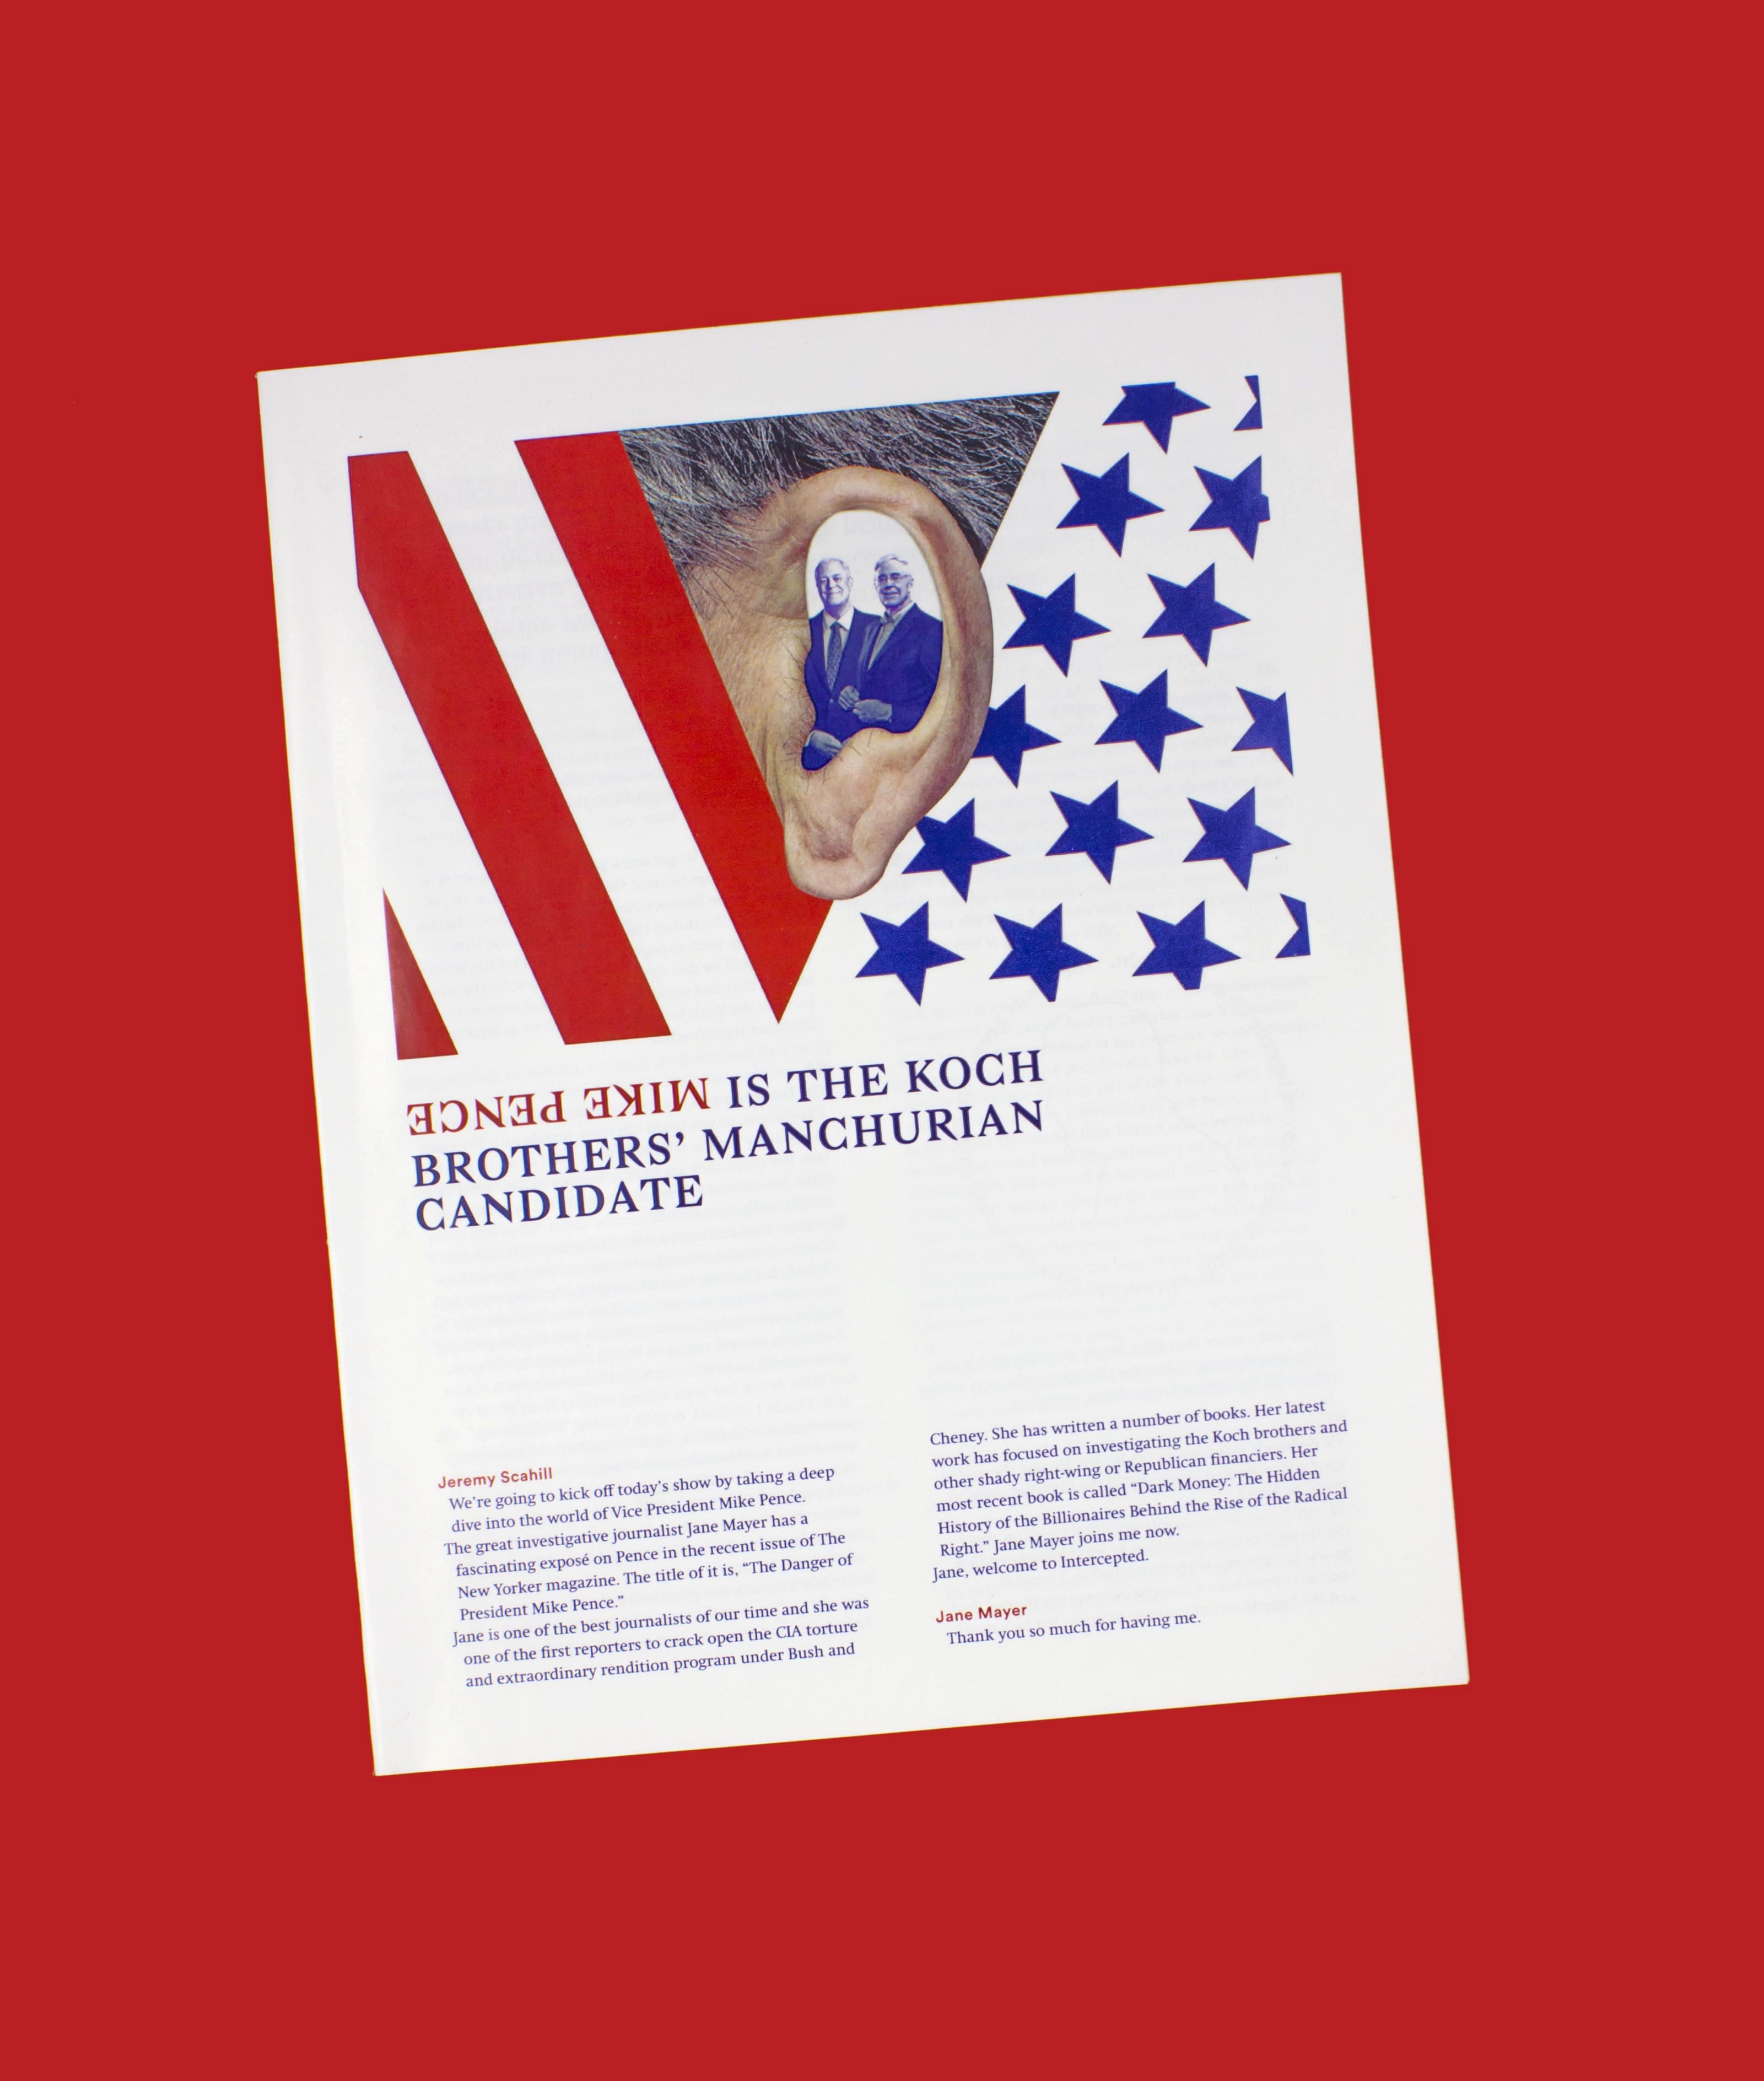 MIKE PENCE IS THE KOCH
BROTHERS’ MANCHURIAN
CANDIDATE
Jeremy Scahill
We’re going to kick off today’s show by taking a deep
dive into the world of Vice President Mike Pence.
The great investigative journalist Jane Mayer has a
fascinating exposé on Pence in the recent issue of The
New Yorker magazine. The title of it is, “The Danger of
President Mike Pence.”
Jane is one of the best journalists of our time and she was
one of the first reporters to crack open the CIA torture
and extraordinary rendition program under Bush and
Cheney. She has written a number of books. Her latest
work has focused on investigating the Koch brothers and
other shady right-wing or Republican financiers. Her
most recent book is called “Dark Money: The Hidden
History of the Billionaires Behind the Rise of the Radical
Right.” Jane Mayer joins me now.
Jane, welcome to Intercepted.
Jane Mayer
Thank you so much for having me.